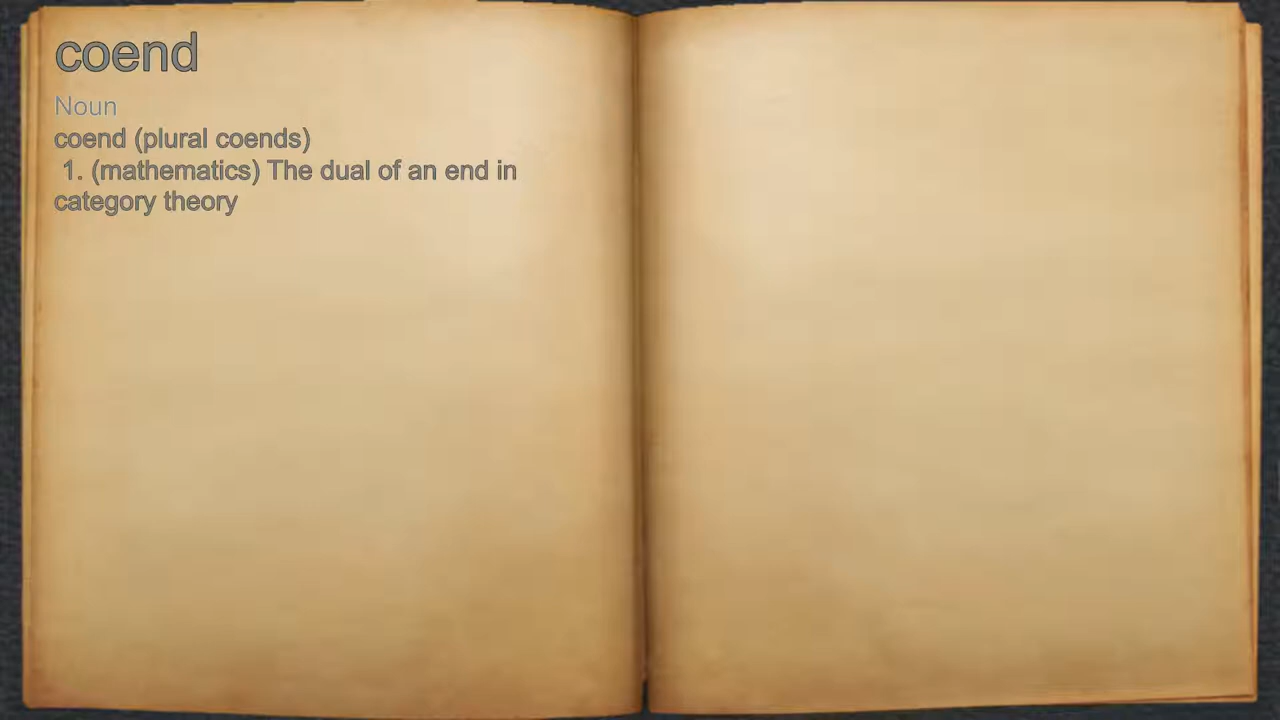 coend
Noun
coend (plural coends)
1. (mathematics) The dual of an end in
category theory